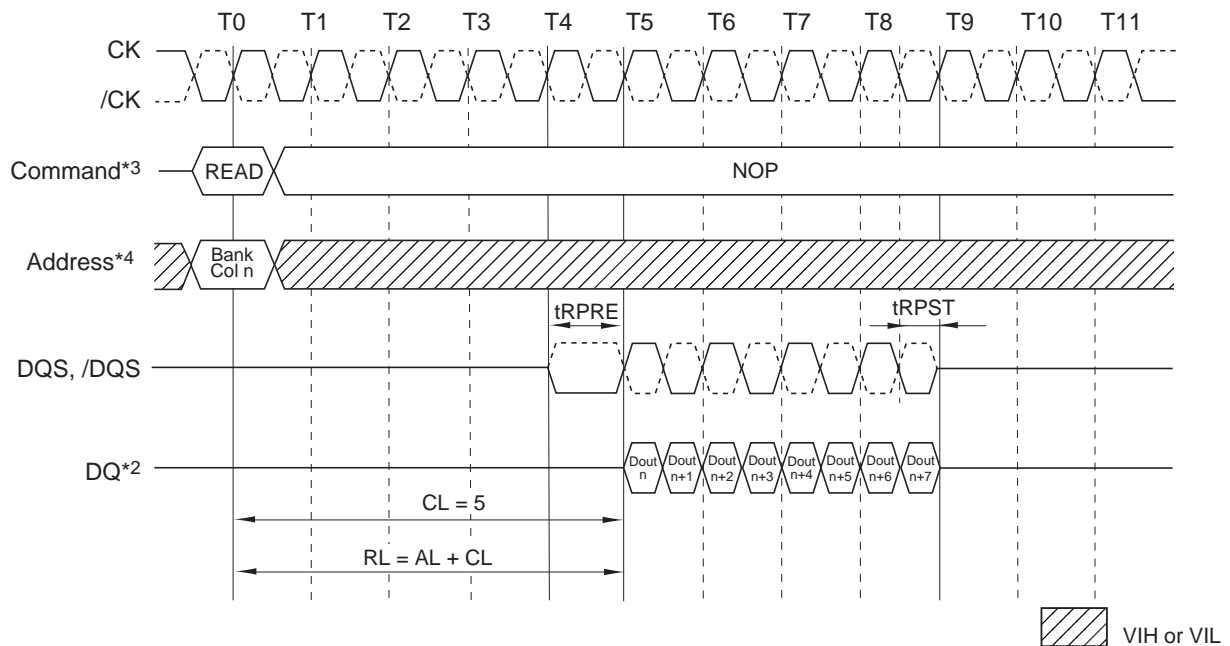 T0 T1 T2 T3 T4 T5 T6 T7 T8 T9 T10 T11
CK
/CK
Command*3 READ NOP
Address*4 Bank Col n
tRPRE tRPST
DQS, /DQS
DQ*2 Dout n Dout n+1 Dout n+2 Dout n+3 Dout n+4 Dout n+5 Dout n+6 Dout n+7
CL = 5
RL = AL + CL
VIH or VIL